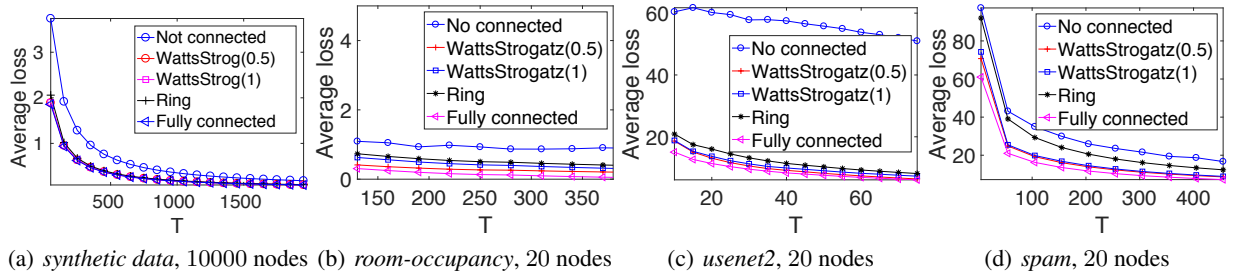 Average loss
3
2
1
500
1000
1500
T
Not connected
WattsStrog(0.5)
WattsStrog(1)
Ring
Fully connected
(a) synthetic data, 10000 nodes
Average loss
4
2
0
150
200
250
300
350
T
No connected
WattsStrogatz(0.5)
WattsStrogatz(1)
Ring
Fully connected
(b) room-occupancy, 20 nodes
Average loss
60
40
20
20
40
60
T
No connected
WattsStrogatz(0.5)
WattsStrogatz(1)
Ring
Fully connected
(c) usenet2, 20 nodes
Average loss
80
60
40
20
100
200
300
400
T
No connected
WattsStrogatz(0.5)
WattsStrogatz(1)
Ring
Fully connected
(d) spam, 20 nodes